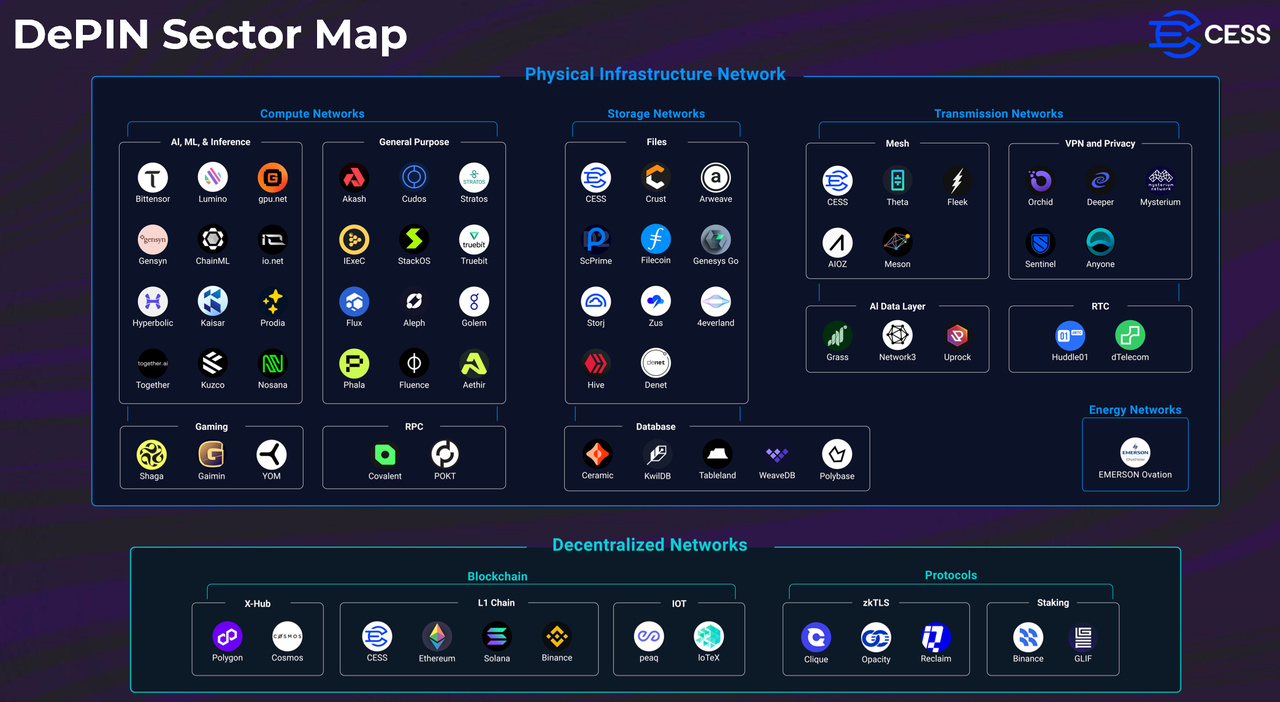 DePIN Sector Map
CESS
Physical Infrastructure Network
Compute Networks
Storage Networks
Transmission Networks
AI, ML, & Inference
Bittensor Lumino gpu.net
Gensyn ChainML io.net
Hyperbolic Kaisar Prodia
Together Kuzco Nosana
General Purpose
Akash Cudos Stratos
IExeC StackOS Truebit
Flux Aleph Golem
Phala Fluence Aethir
Files
CESS Crust Arweave
ScPrime Filecoin Genesys Go
Storj Zus 4everland
Hive Denet
Mesh
CESS Theta Fleek
AIOZ Meson
VPN and Privacy
Orchid Deeper Mysterium
Sentinel Anyone
AI Data Layer
Grass Network3 Uprock
RTC
Huddle01 dTelecom
Gaming
Shaga Gaimin YOM
RPC
Covalent POKT
Database
Ceramic KwilDB Tableland WeaveDB Polybase
Energy Networks
EMERSON
EMERSON Ovation
Decentralized Networks
Blockchain
Protocols
X-Hub
Polygon Cosmos
L1 Chain
CESS Ethereum Solana Binance
IOT
peaq IoTeX
zkTLS
Clique Opacity Reclaim
Staking
Binance GLIF